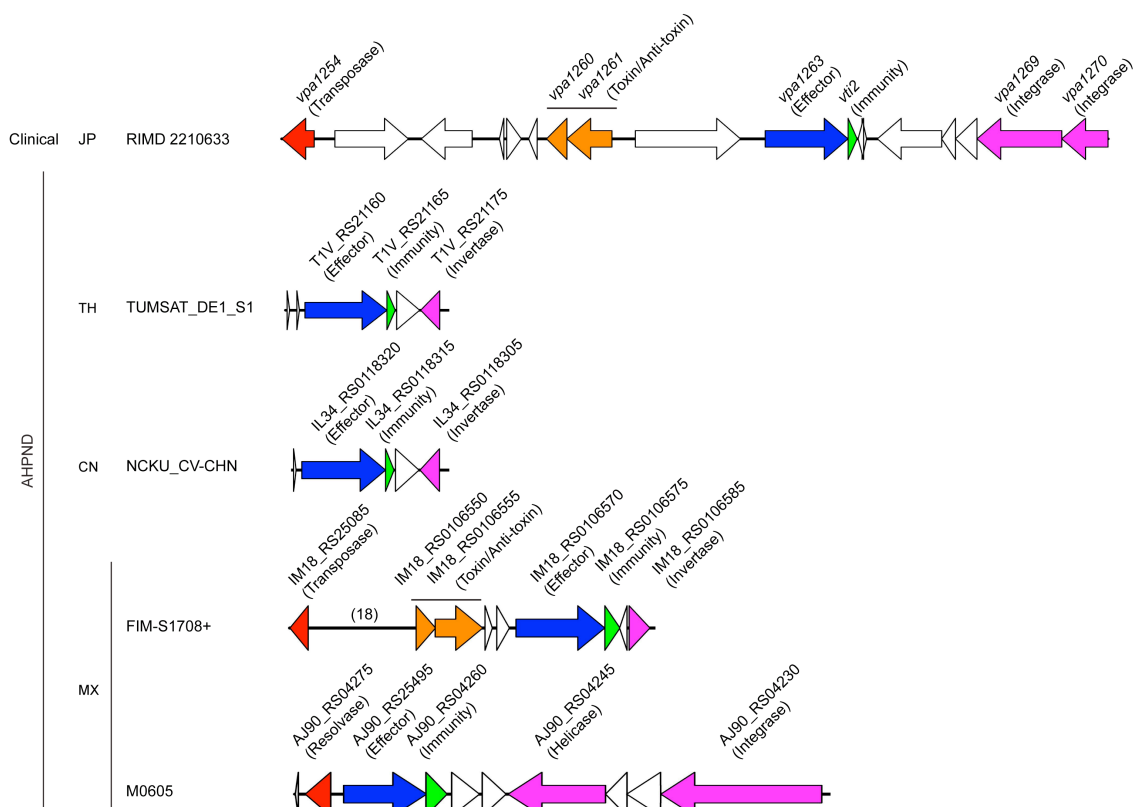 vpa1254
(Transposase)
vpa1260
vpa1261
(Toxin/Anti-toxin)
vpa1263
(Effector)
vti2
(Immunity)
vpa1269
(Integrase)
vpa1270
(Integrase)
Clinical JP RIMD 2210633
T1V_RS21160
(Effector)
T1V_RS21165
(Immunity)
T1V_RS21175
(Invertase)
TH TUMSAT_DE1_S1
IL34_RS0118320
(Effector)
IL34_RS0118315
(Immunity)
IL34_RS0118305
(Invertase)
CN NCKU_CV-CHN
AHPND
IM18_RS25085
(Transposase)
IM18_RS0106550
IM18_RS0106555
(Toxin/Anti-toxin)
IM18_RS0106570
(Effector)
IM18_RS0106575
(Immunity)
IM18_RS0106585
(Invertase)
(18)
FIM-S1708+
MX
AJ90_RS04275
(Resolvase)
AJ90_RS25495
(Effector)
AJ90_RS04260
(Immunity)
AJ90_RS04245
(Helicase)
AJ90_RS04230
(Integrase)
M0605